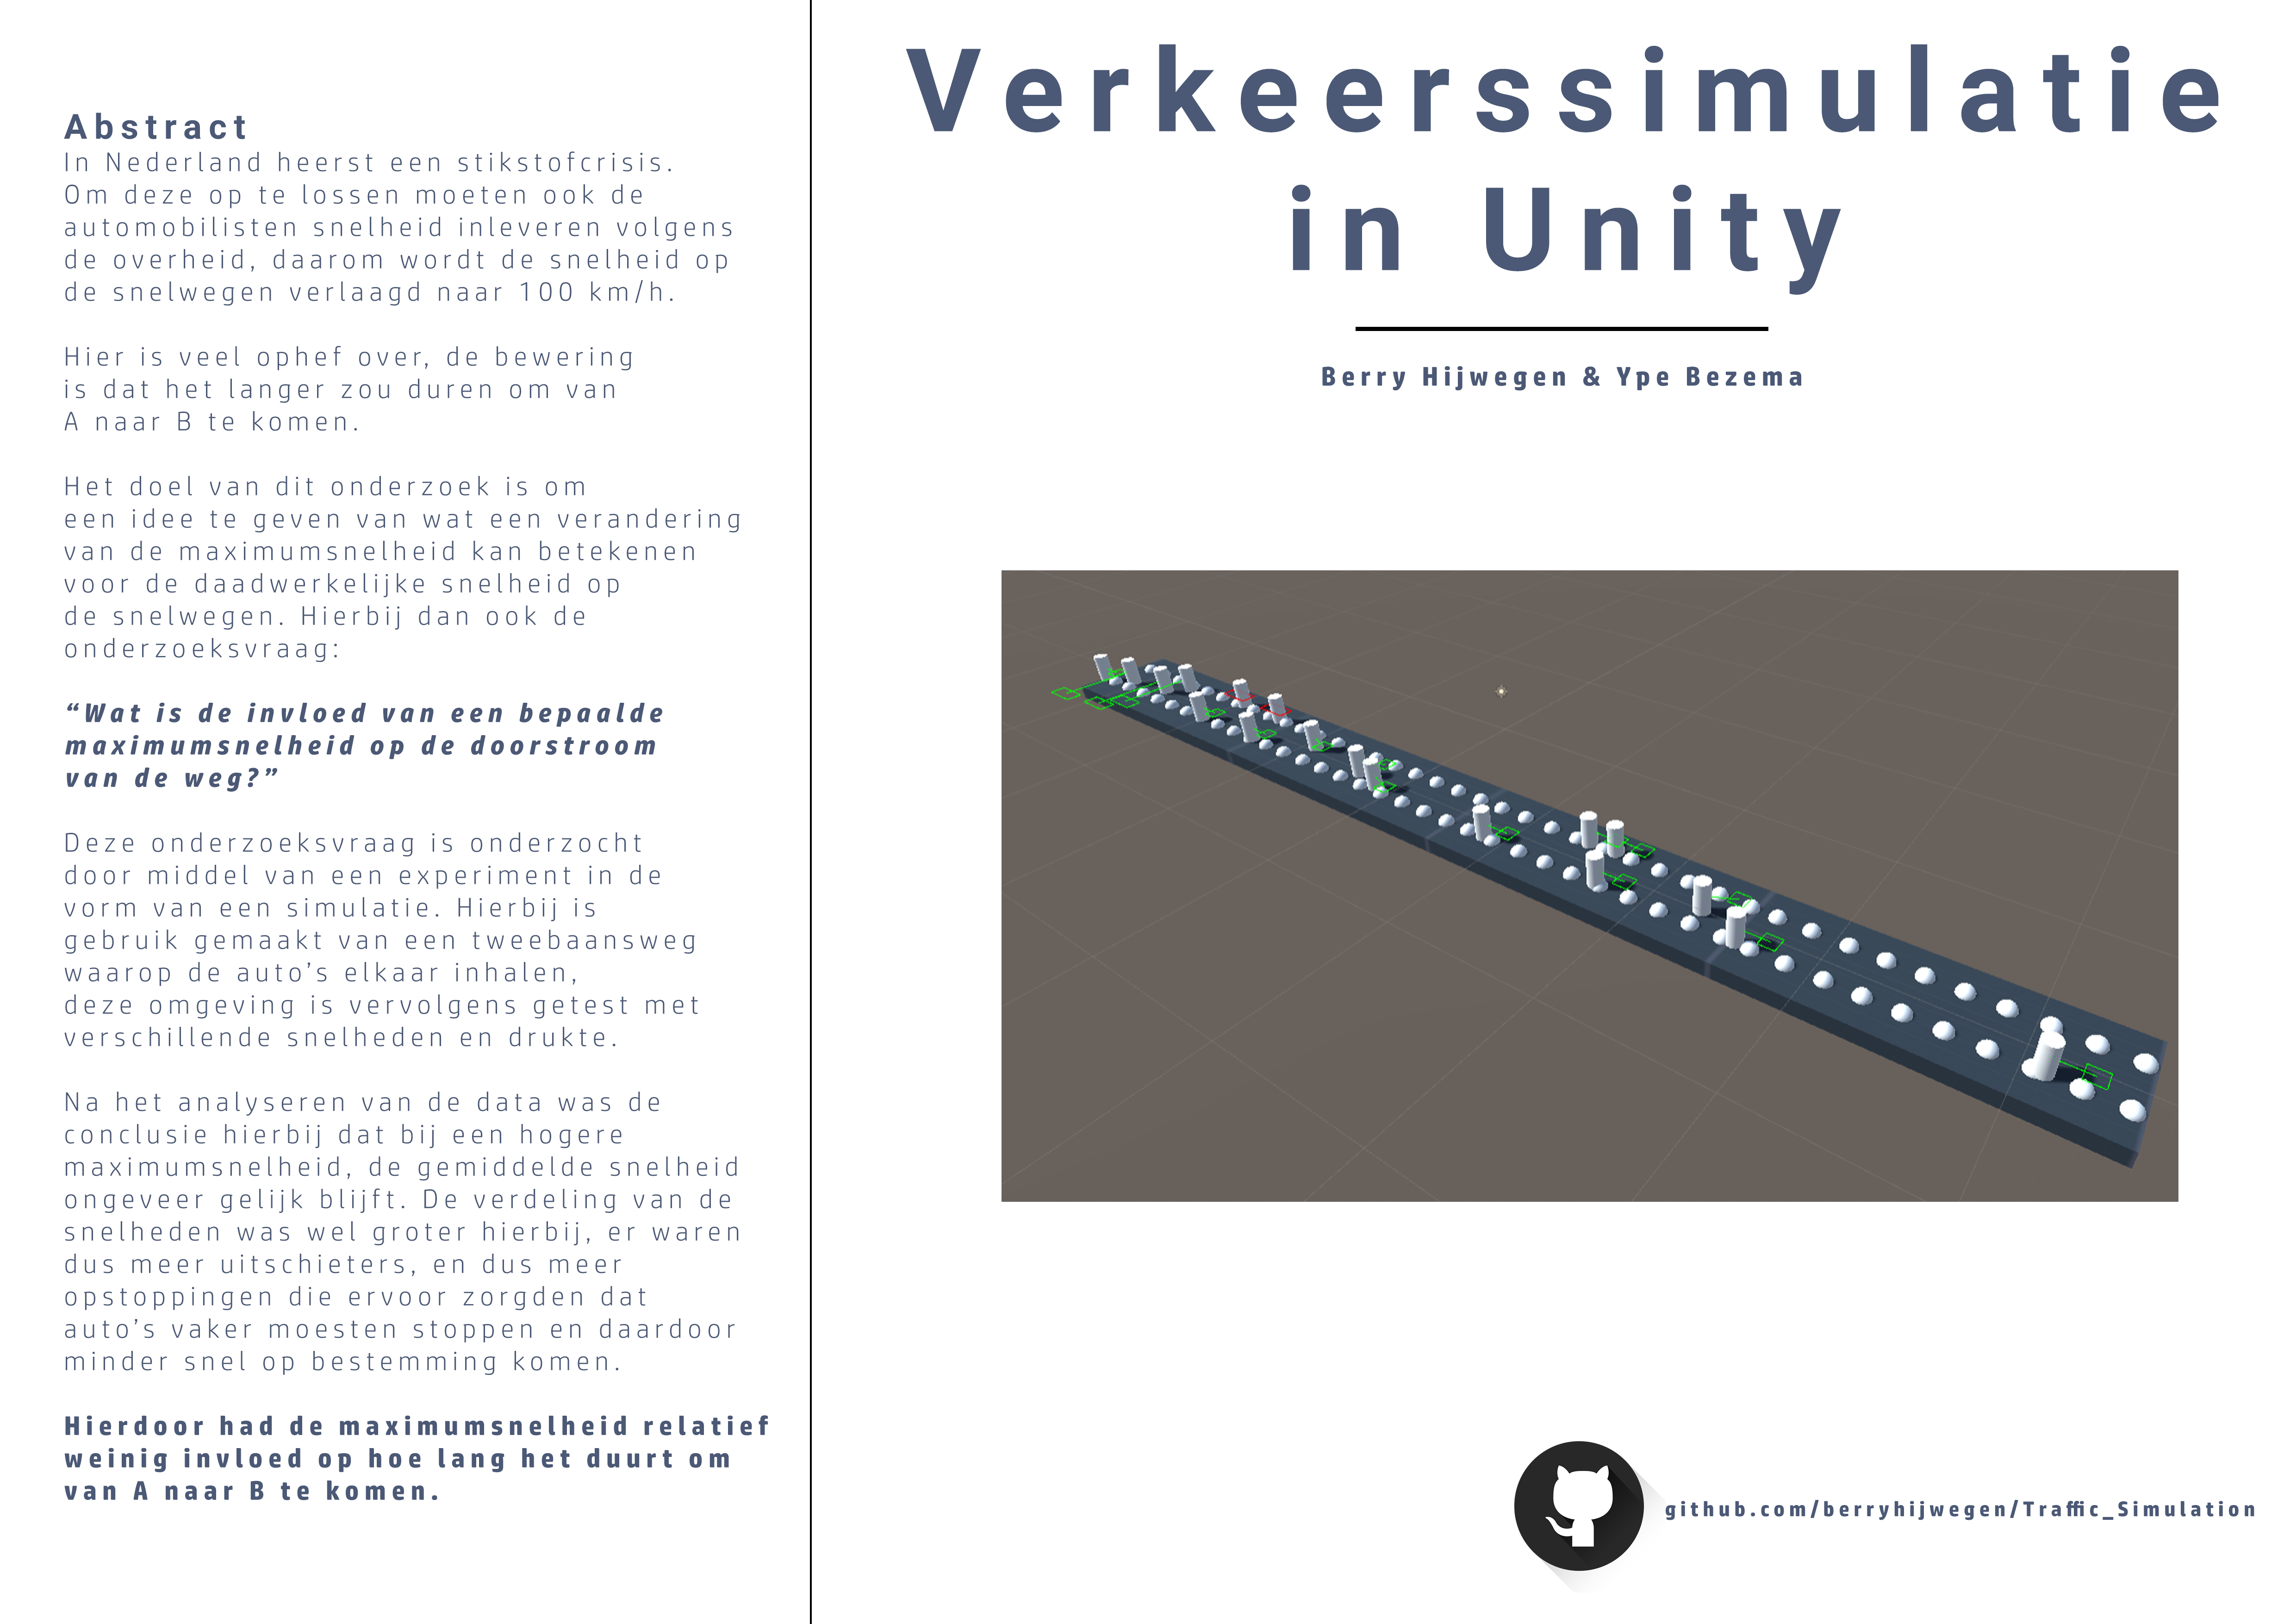 Abstract
In Nederland heerst een stikstofcrisis.
Om deze op te lossen moeten ook de
automobilisten snelheid inleveren volgens
de overheid, daarom wordt de snelheid op
de snelwegen verlaagd naar 100 km/h.
Hier is veel ophef over, de bewering
is dat het langer zou duren om van
A naar B te komen.
Het doel van dit onderzoek is om
een idee te geven van wat een verandering
van de maximumsnelheid kan betekenen
voor de daadwerkelijke snelheid op
de snelwegen. Hierbij dan ook de
onderzoeksvraag:
“Wat is de invloed van een bepaalde
maximumsnelheid op de doorstroom
van de weg?”
Deze onderzoeksvraag is onderzocht
door middel van een experiment in de
vorm van een simulatie. Hierbij is
gebruik gemaakt van een tweebaansweg
waarop de auto’s elkaar inhalen,
deze omgeving is vervolgens getest met
verschillende snelheden en drukte.
Na het analyseren van de data was de
conclusie hierbij dat bij een hogere
maximumsnelheid, de gemiddelde snelheid
ongeveer gelijk blijft. De verdeling van de
snelheden was wel groter hierbij, er waren
dus meer uitschieters, en dus meer
opstoppingen die ervoor zorgden dat
auto’s vaker moesten stoppen en daardoor
minder snel op bestemming komen.
Hierdoor had de maximumsnelheid relatief
weinig invloed op hoe lang het duurt om
van A naar B te komen.
Verkeerssimulatie
in Unity
Berry Hijwegen & Ype Bezema
github.com/berryhijwegen/Traffic_Simulation